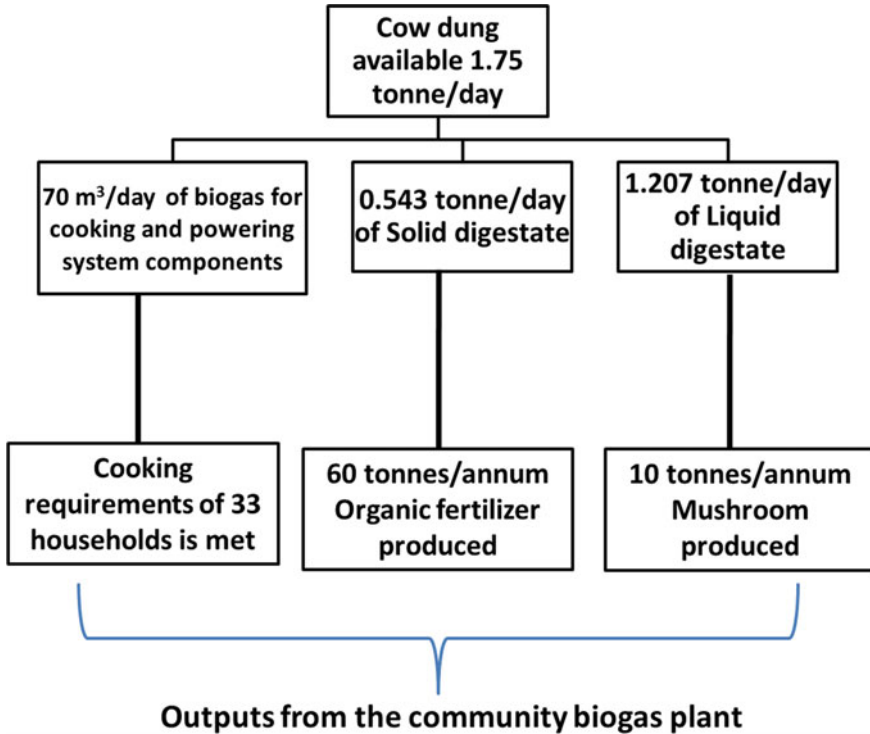 Cow dung
available 1.75
tonne/day
70 m³/day of biogas for
cooking and powering
system components
0.543 tonne/day
of Solid digestate
1.207 tonne/day
of Liquid
digestate
Cooking
requirements of 33
households is met
60 tonnes/annum
Organic fertilizer
produced
10 tonnes/annum
Mushroom
produced
Outputs from the community biogas plant